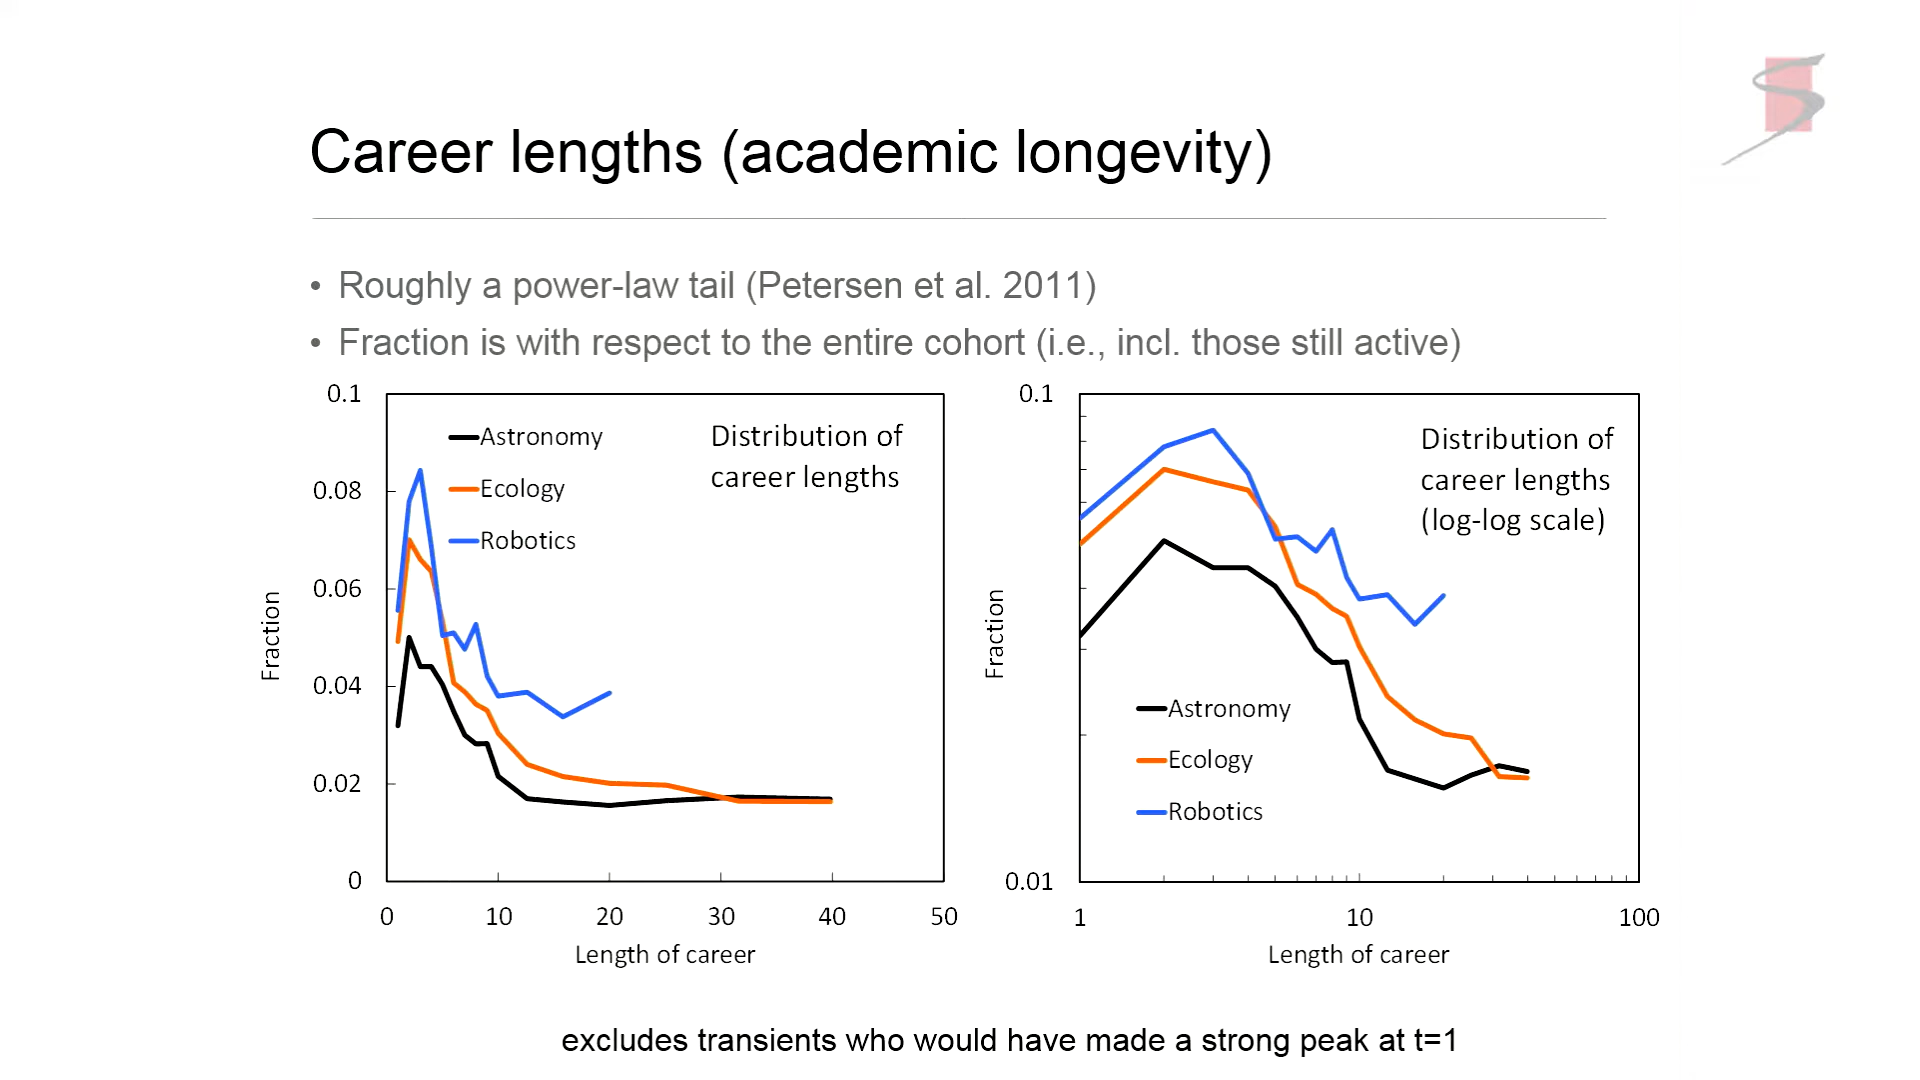 Career lengths (academic longevity)
• Roughly a power-law tail (Petersen et al. 2011)
• Fraction is with respect to the entire cohort (i.e., incl. those still active)
0.1
0.08
0.06
0.04
0.02
0
Fraction
Astronomy
Ecology
Robotics
Distribution of
career lengths
0 10 20 30 40 50
Length of career
0.1
0.01
Fraction
Distribution of
career lengths
(log-log scale)
Astronomy
Ecology
Robotics
1 10 100
Length of career
excludes transients who would have made a strong peak at t=1